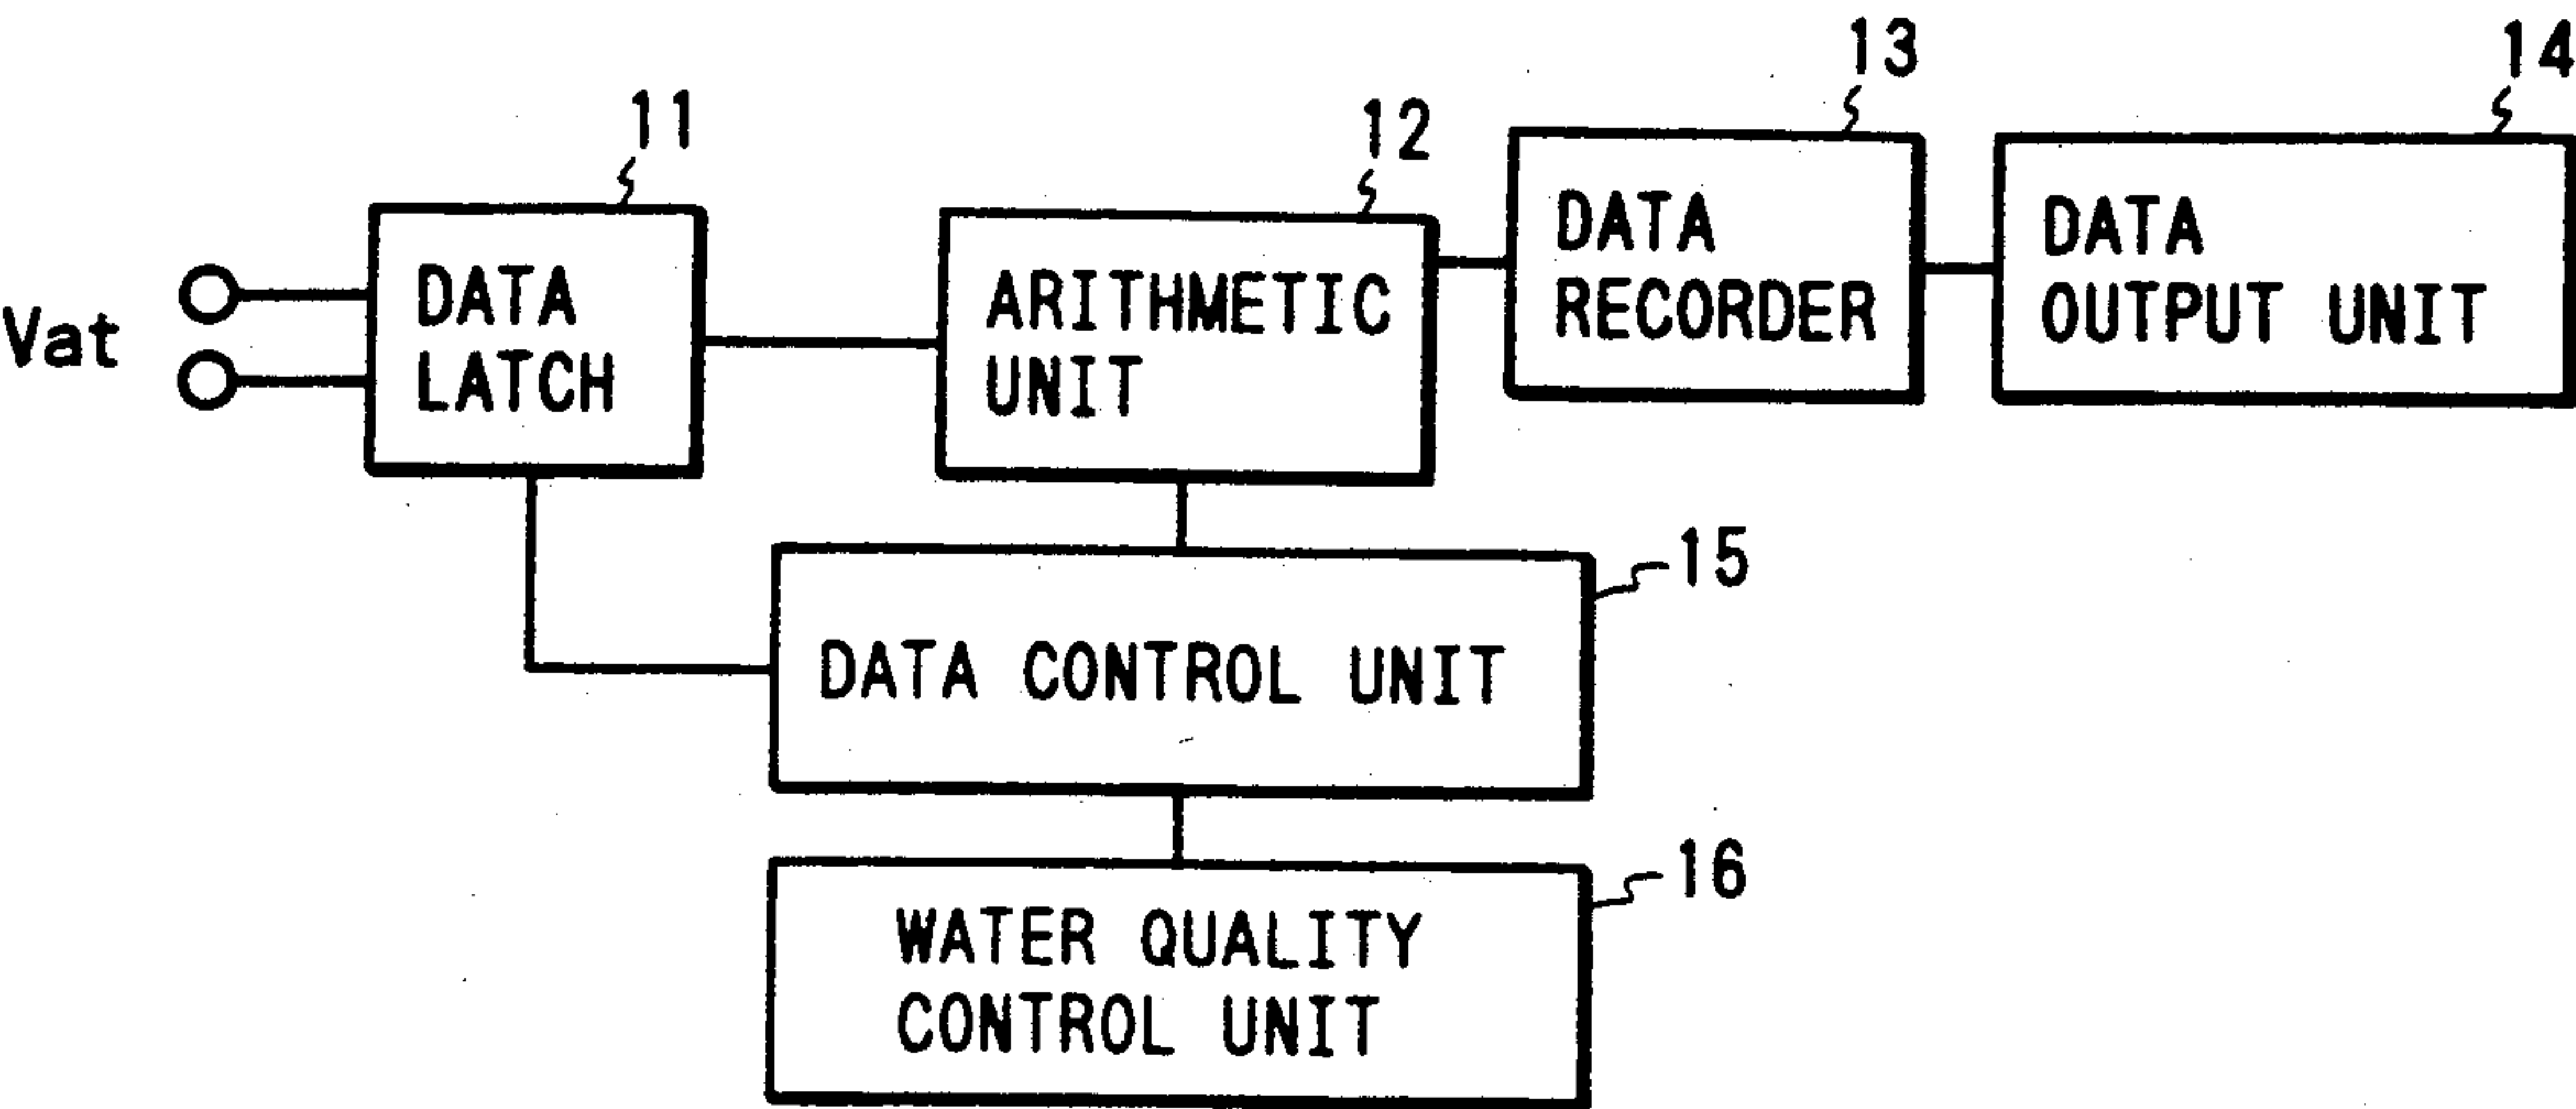 13
14
11
12
DATA
RECORDER
DATA
OUTPUT UNIT
Vat
DATA
LATCH
ARITHMETIC
UNIT
15
DATA CONTROL UNIT
16
WATER QUALITY
CONTROL UNIT